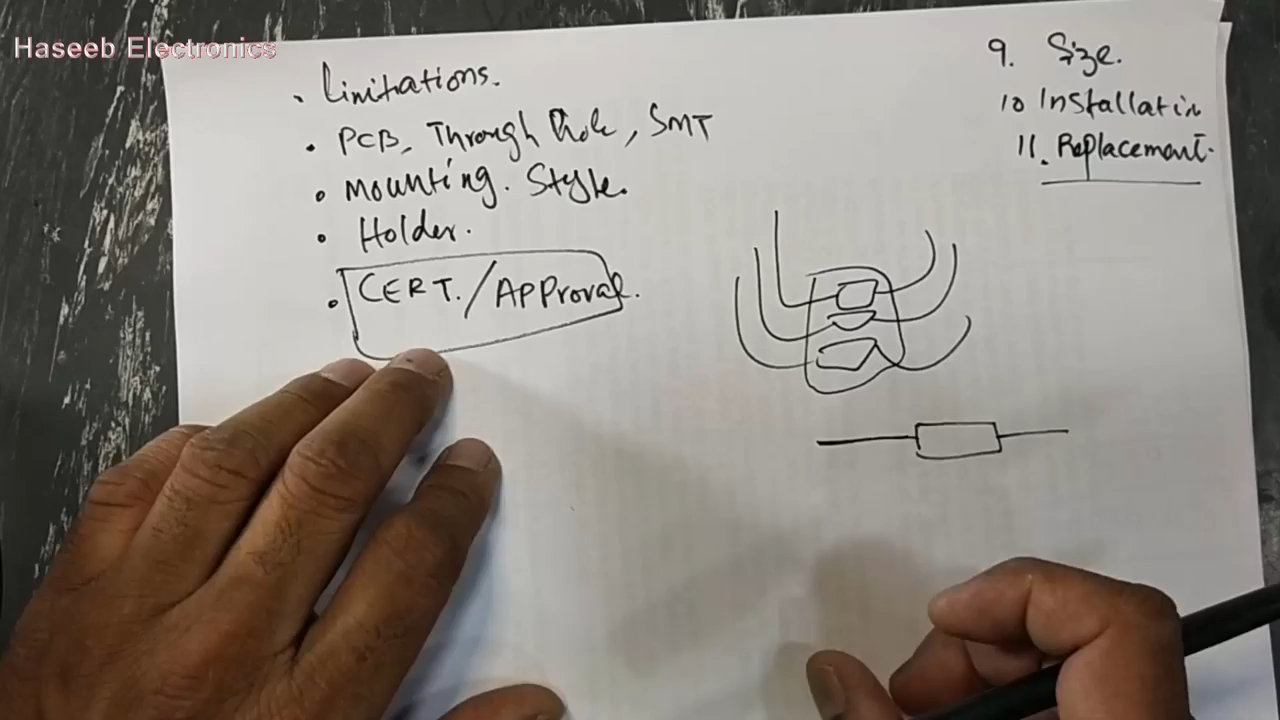 Haseeb Electronics
. Limitations.
. PCB, Through Hole, SMT
. Mounting. Style.
. Holder.
. CERT. / APProval.
9. Size.
10 Installatin
11. Replacement.